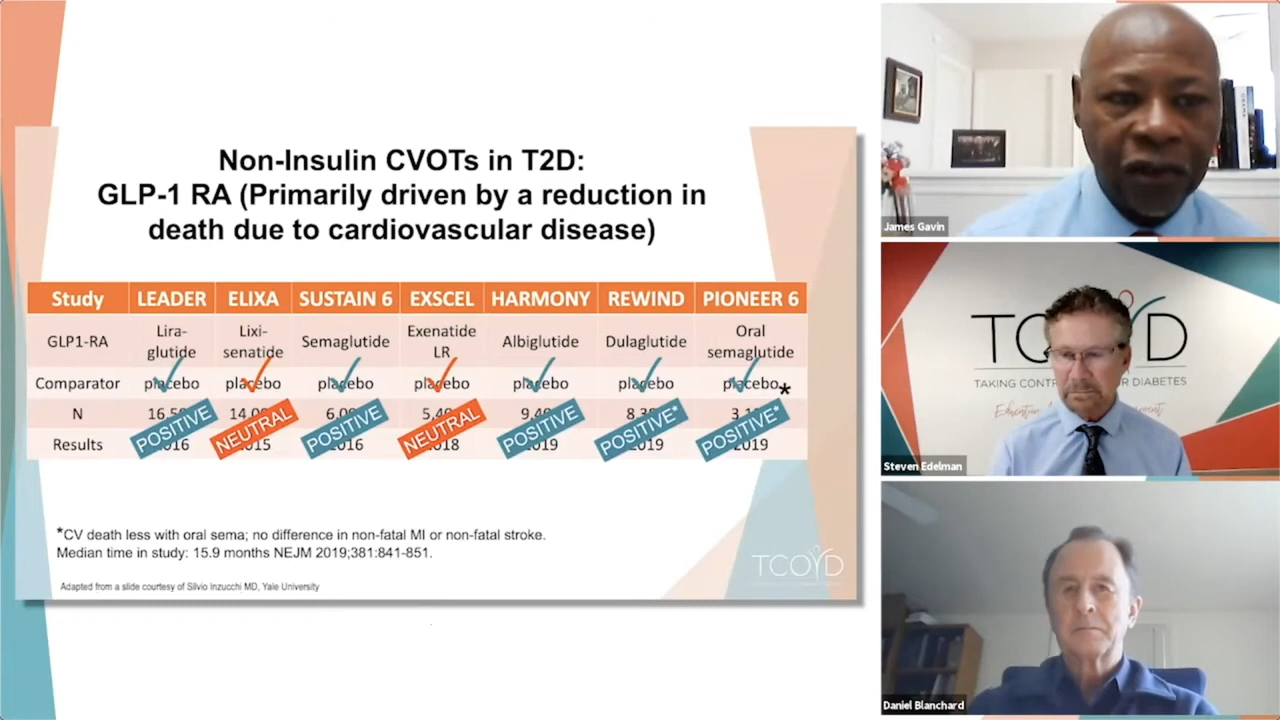 Non-Insulin CVOTs in T2D:
GLP-1 RA (Primarily driven by a reduction in
death due to cardiovascular disease)
Study LEADER ELIXA SUSTAIN 6 EXSCEL HARMONY REWIND PIONEER 6
GLP1-RA Lira-glutide Lixi-senatide Semaglutide Exenatide LR Albiglutide Dulaglutide Oral semaglutide
Comparator placebo placebo placebo placebo placebo placebo placebo*
N
POSITIVE NEUTRAL POSITIVE NEUTRAL POSITIVE POSITIVE* POSITIVE*
Results
*CV death less with oral sema; no difference in non-fatal MI or non-fatal stroke.
Median time in study: 15.9 months NEJM 2019;381:841-851.
Adapted from a slide courtesy of Silvio Inzucchi MD, Yale University
TCOYD
James Gavin
TC D
TAKING CONTR R DIABETES
Steven Edelman
Daniel Blanchard